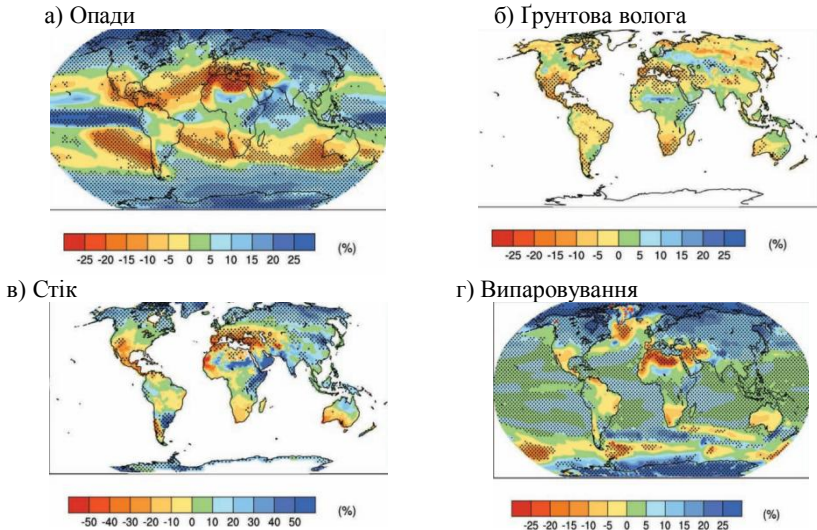 а) Опади
б) Ґрунтова волога
-25 -20 -15 -10 -5 0 5 10 15 20 25 (%)
-25 -20 -15 -10 -5 0 5 10 15 20 25 (%)
в) Стік
г) Випаровування
-50 -40 -30 -20 -10 0 10 20 30 40 50 (%)
-25 -20 -15 -10 -5 0 5 10 15 20 25 (%)